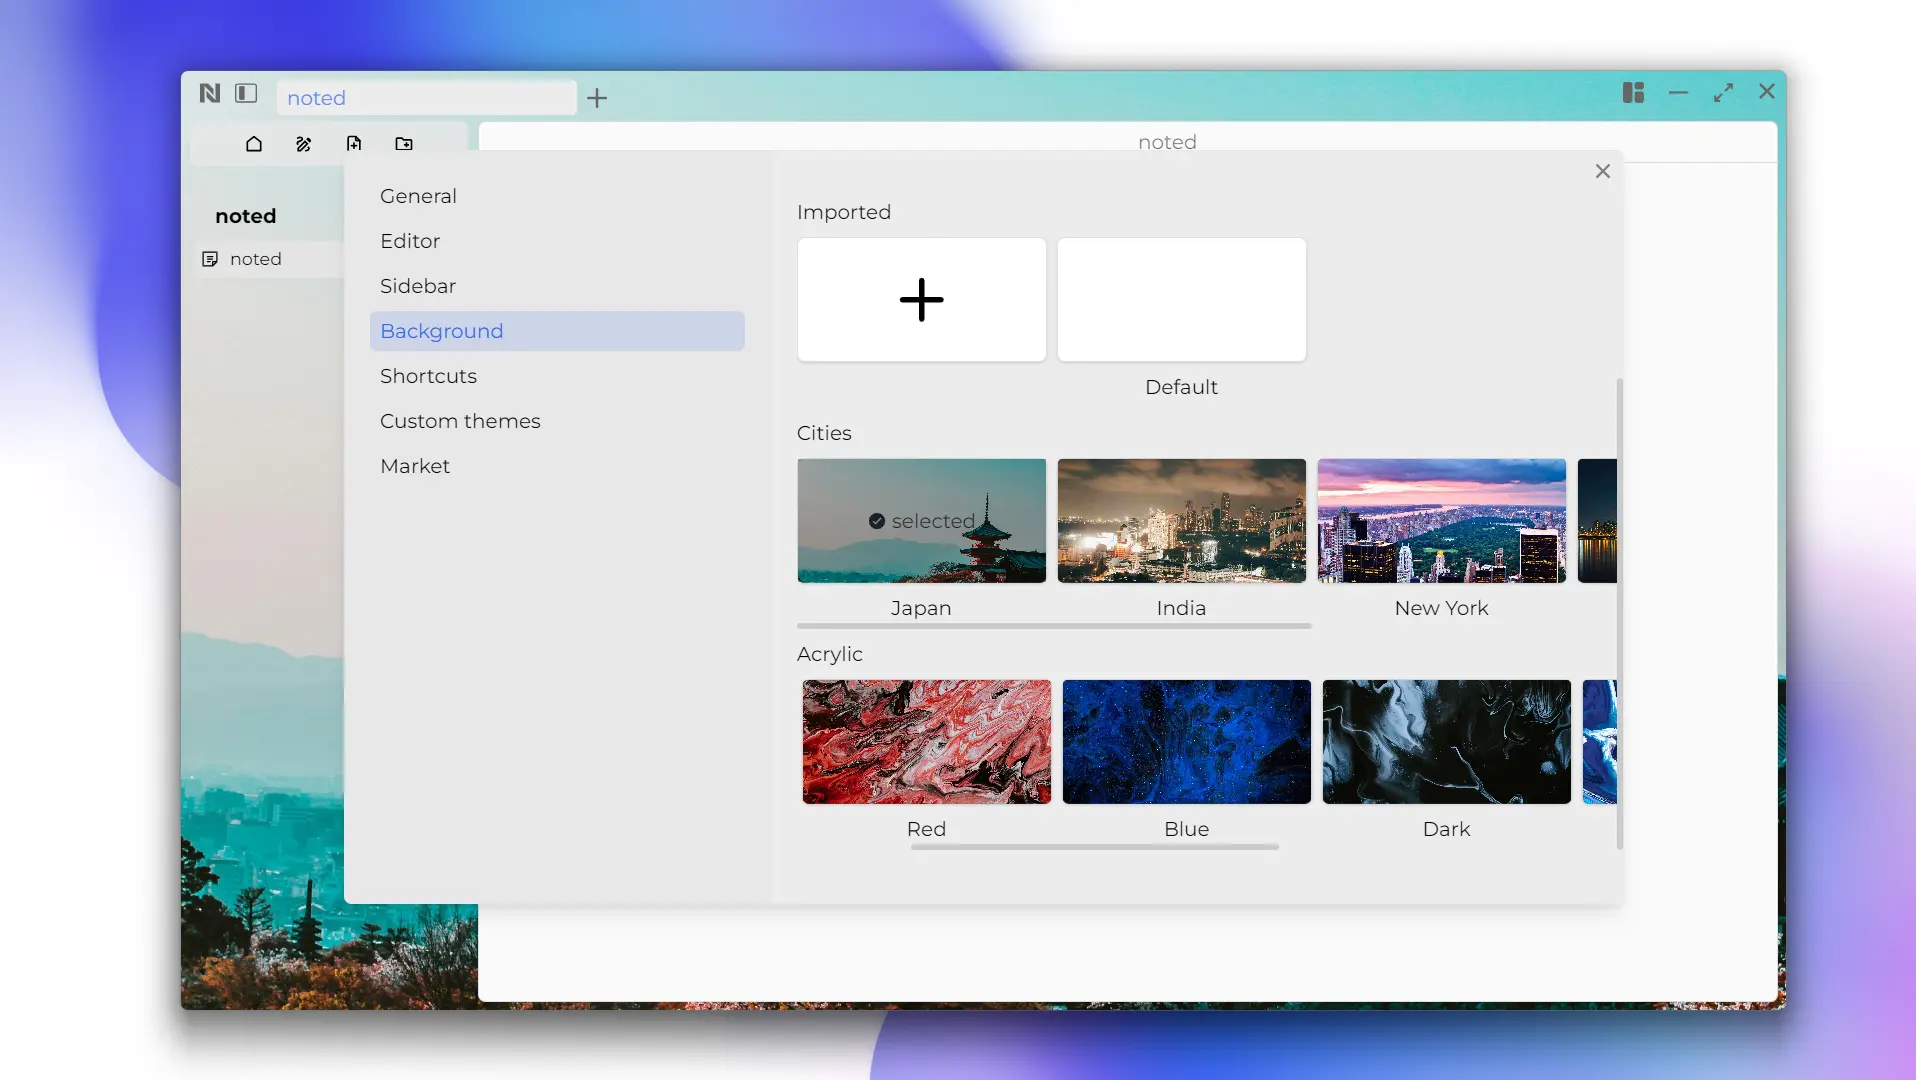 noted
noted
noted
noted
General
Editor
Sidebar
Background
Shortcuts
Custom themes
Market
Imported
Default
Cities
selected
Japan
India
New York
Acrylic
Red
Blue
Dark